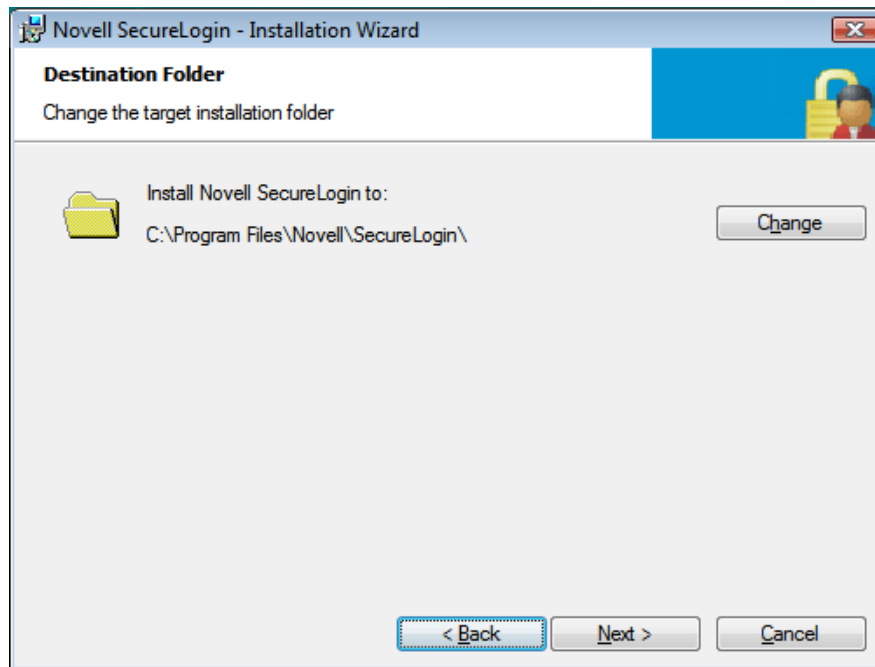 Novell SecureLogin - Installation Wizard
Destination Folder
Change the target installation folder
Install Novell SecureLogin to:
C:\Program Files\Novell\SecureLogin\
Change
< Back
Next >
Cancel